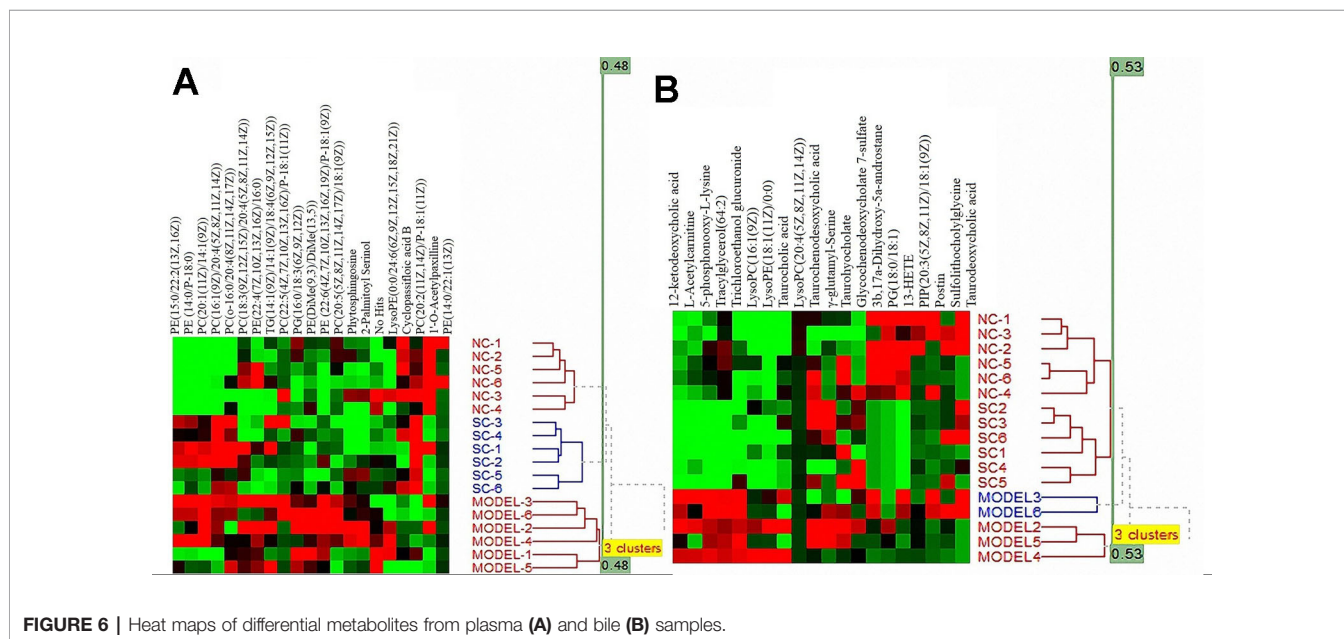 A
0.48
PE(15:0/22:2(13Z,16Z))
PE (14:0/P-18:0)
PC(20:1(11Z)/14:1(9Z))
PC(16:1(9Z)/20:4(5Z,8Z,11Z,14Z))
PC(o-16:0/20:4(8Z,11Z,14Z,17Z))
PC(18:3(9Z,12Z,15Z)/20:4(5Z,8Z,11Z,14Z))
PE(22:4(7Z,10Z,13Z,16Z)/16:0)
TG(14:1(9Z)/14:1(9Z)/18:4(6Z,9Z,12Z,15Z))
PC(22:5(4Z,7Z,10Z,13Z,16Z)/P-18:1(11Z))
PG(16:0/18:3(6Z,9Z,12Z))
PE(DiMe(9,3)/DiMe(13,5))
PE (22:6(4Z,7Z,10Z,13Z,16Z,19Z)/P-18:1(9Z))
PC(20:5(5Z,8Z,11Z,14Z,17Z)/18:1(9Z))
Phytosphingosine
2-Palmitoyl Serinol
No Hits
LysoPE(0:0/24:6(6Z,9Z,12Z,15Z,18Z,21Z))
Cyclopassifloic acid B
PC(20:2(11Z,14Z)/P-18:1(11Z))
1'-O-Acetylpaxilline
PE(14:0/22:1(13Z))
NC-1
NC-2
NC-5
NC-6
NC-3
NC-4
SC-3
SC-4
SC-1
SC-2
SC-5
SC-6
MODEL-3
MODEL-6
MODEL-2
MODEL-4
MODEL-1
MODEL-5
3 clusters
0.48
B
0.53
12-ketodeoxycholic acid
L-Acetylcarnitine
5-phosphonooxy-L-lysine
Tracylglycerol(64:2)
Trichloroethanol glucuronide
LysoPC(16:1(9Z))
LysoPE(18:1(11Z)/0:0)
Taurocholic acid
LysoPC(20:4(5Z,8Z,11Z,14Z))
Taurochenodesoxycholic acid
γ-glutamyl-Serine
Taurohyocholate
Glycochenodeoxycholate 7-sulfate
3b,17a-Dihydroxy-5a-androstane
PG(18:0/18:1)
13-HETE
PIP(20:3(5Z,8Z,11Z)/18:1(9Z))
Postin
Sulfolithocholylglycine
Taurodeoxycholic acid
NC-1
NC-3
NC-2
NC-5
NC-6
NC-4
SC2
SC3
SC6
SC1
SC4
SC5
MODEL3
MODEL6
MODEL2
MODEL5
MODEL4
3 clusters
0.53
FIGURE 6 | Heat maps of differential metabolites from plasma (A) and bile (B) samples.